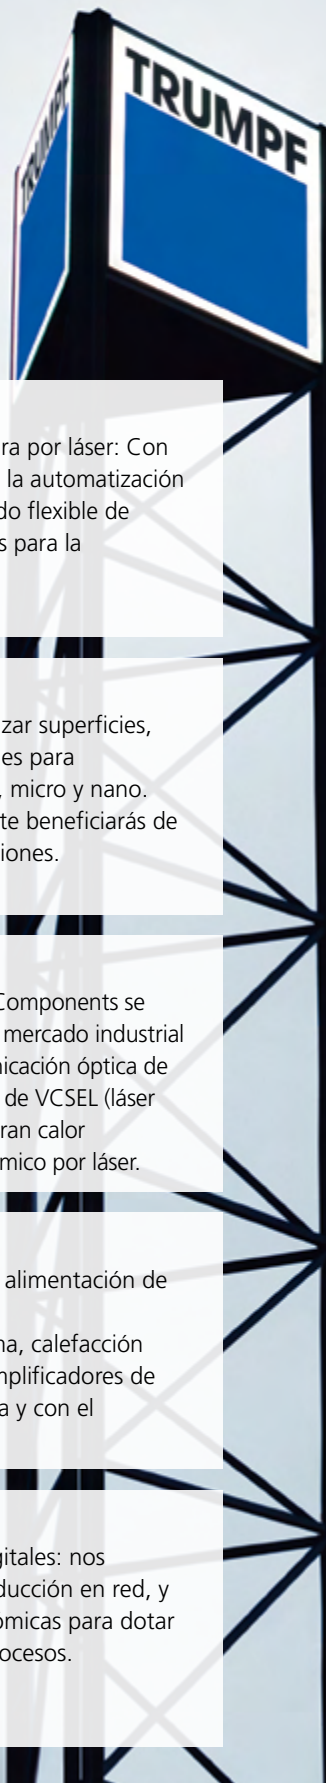 TRUMPF
TRUMPF
ra por láser: Con
la automatización
do flexible de
s para la
zar superficies,
es para
, micro y nano.
te beneficiarás de
iones.
Components se
mercado industrial
nicación óptica de
de VCSEL (láser
ran calor
mico por láser.
alimentación de
na, calefacción
mplificadores de
a y con el
gitales: nos
ducción en red, y
ómicas para dotar
ocesos.